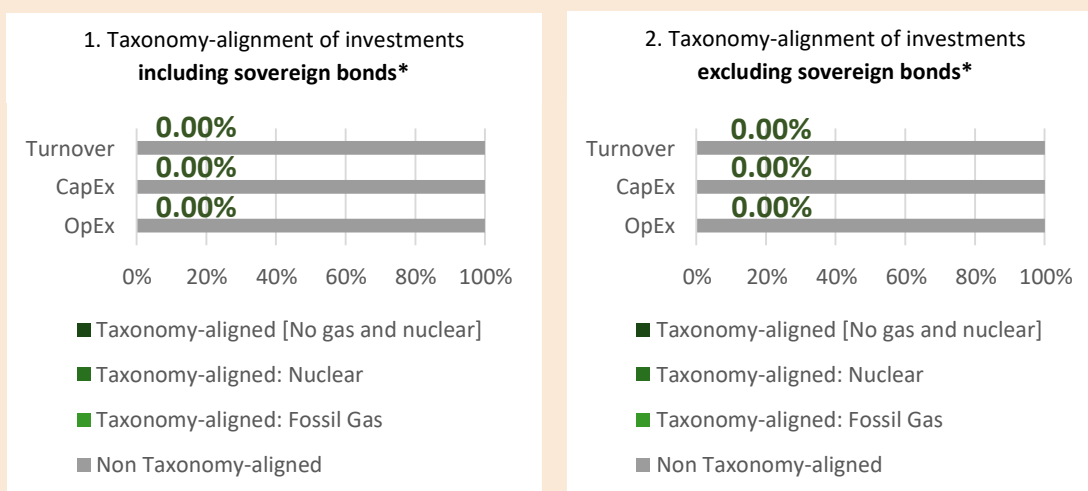 1. Taxonomy-alignment of investments
including sovereign bonds*
0.00%
Turnover
0.00%
CapEx
0.00%
OpEx
0% 20% 40% 60% 80% 100%
Taxonomy-aligned [No gas and nuclear]
Taxonomy-aligned: Nuclear
Taxonomy-aligned: Fossil Gas
Non Taxonomy-aligned
2. Taxonomy-alignment of investments
excluding sovereign bonds*
0.00%
Turnover
0.00%
CapEx
0.00%
OpEx
0% 20% 40% 60% 80% 100%
Taxonomy-aligned [No gas and nuclear]
Taxonomy-aligned: Nuclear
Taxonomy-aligned: Fossil Gas
Non Taxonomy-aligned